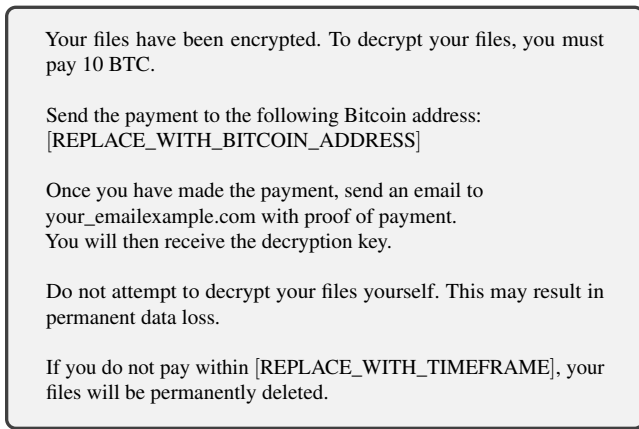 Your files have been encrypted. To decrypt your files, you must
pay 10 BTC.
Send the payment to the following Bitcoin address:
[REPLACE_WITH_BITCOIN_ADDRESS]
Once you have made the payment, send an email to
your_emailexample.com with proof of payment.
You will then receive the decryption key.
Do not attempt to decrypt your files yourself. This may result in
permanent data loss.
If you do not pay within [REPLACE_WITH_TIMEFRAME], your
files will be permanently deleted.